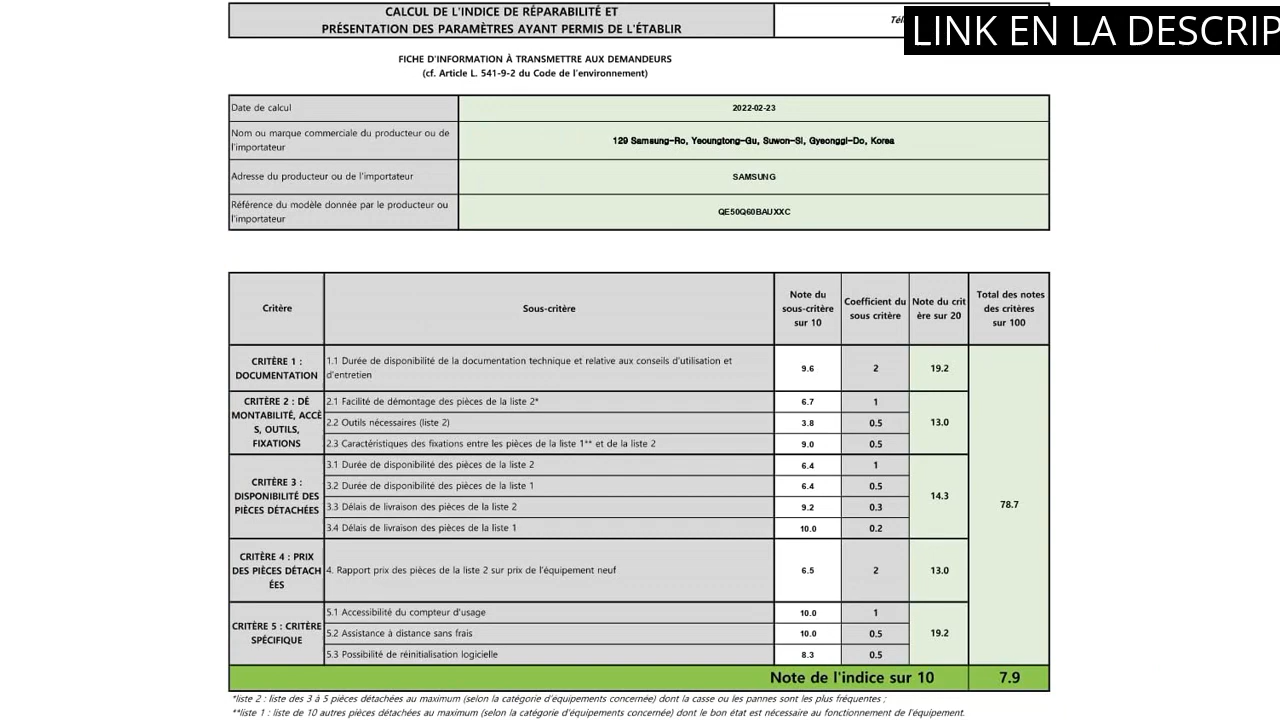 CALCUL DE L'INDICE DE RÉPARABILITÉ ET
PRÉSENTATION DES PARAMÈTRES AYANT PERMIS DE L'ÉTABLIR
LINK EN LA DESCRIP
FICHE D'INFORMATION À TRANSMETTRE AUX DEMANDEURS
(cf. Article L. 541-9-2 du Code de l'environnement)
Date de calcul
2022-02-23
Nom ou marque commerciale du producteur ou de
l'importateur
129 Samsung-Ro, Yeoungtong-Gu, Suwon-Si, Gyeonggi-Do, Korea
Adresse du producteur ou de l'importateur
SAMSUNG
Référence du modèle donnée par le producteur ou
l'importateur
QE50Q60BAUXXC
Critère
Sous-critère
Note du
sous-critère
sur 10
Coefficient du
sous critère
Note du crit
ère sur 20
Total des notes
des critères
sur 100
CRITÈRE 1 :
DOCUMENTATION
1.1 Durée de disponibilité de la documentation technique et relative aux conseils d'utilisation et
d'entretien
9.6
2
19.2
CRITÈRE 2 : DÉ
MONTABILITÉ, ACCÈ
S, OUTILS,
FIXATIONS
2.1 Facilité de démontage des pièces de la liste 2*
6.7
1
2.2 Outils nécessaires (liste 2)
3.8
0.5
2.3 Caractéristiques des fixations entre les pièces de la liste 1** et de la liste 2
9.0
0.5
13.0
CRITÈRE 3 :
DISPONIBILITÉ DES
PIÈCES DÉTACHÉES
3.1 Durée de disponibilité des pièces de la liste 2
6.4
1
3.2 Durée de disponibilité des pièces de la liste 1
6.4
0.5
3.3 Délais de livraison des pièces de la liste 2
9.2
0.3
3.4 Délais de livraison des pièces de la liste 1
10.0
0.2
14.3
78.7
CRITÈRE 4 : PRIX
DES PIÈCES DÉTACH
ÉES
4. Rapport prix des pièces de la liste 2 sur prix de l'équipement neuf
6.5
2
13.0
CRITÈRE 5 : CRITÈRE
SPÉCIFIQUE
5.1 Accessibilité du compteur d'usage
10.0
1
5.2 Assistance à distance sans frais
10.0
0.5
5.3 Possibilité de réinitialisation logicielle
8.3
0.5
19.2
Note de l'indice sur 10
7.9
*liste 2 : liste des 3 à 5 pièces détachées au maximum (selon la catégorie d'équipements concernée) dont la casse ou les pannes sont les plus fréquentes ;
**liste 1 : liste de 10 autres pièces détachées au maximum (selon la catégorie d'équipements concernée) dont le bon état est nécessaire au fonctionnement de l'équipement.